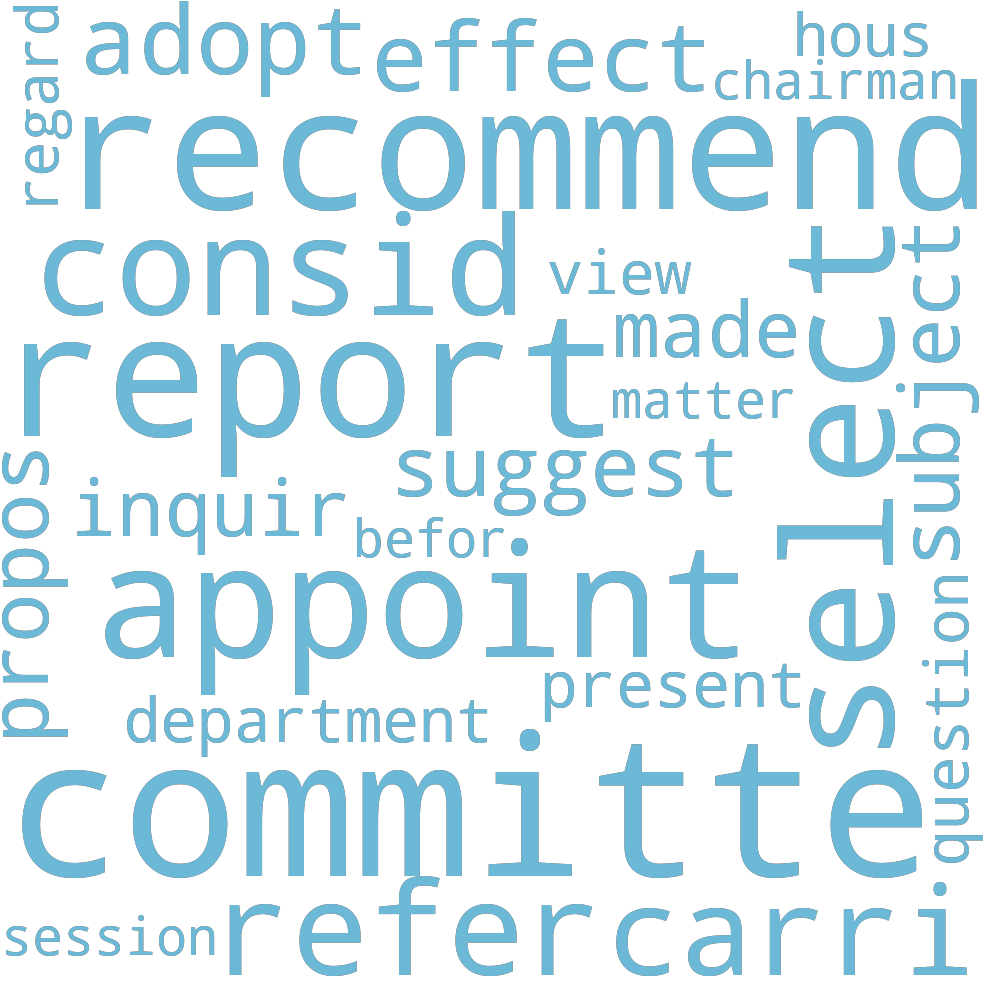 regard
adopt
effect
hous
chairman
recommend
consid
view
select
subject
made
report
matter
suggest
propos
inquir
befor
appoint
question
present
department
committe
refer
carri
session